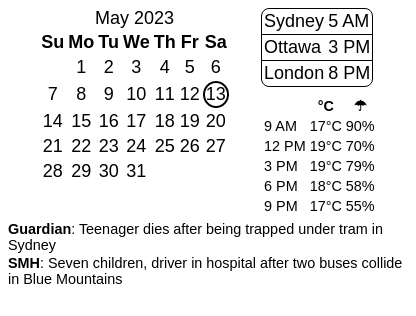 May 2023
Su Mo Tu We Th Fr Sa
1 2 3 4 5 6
7 8 9 10 11 12 13
14 15 16 17 18 19 20
21 22 23 24 25 26 27
28 29 30 31
Sydney 5 AM
Ottawa 3 PM
London 8 PM
°C ☂
9 AM 17°C 90%
12 PM 19°C 70%
3 PM 19°C 79%
6 PM 18°C 58%
9 PM 17°C 55%
Guardian: Teenager dies after being trapped under tram in
Sydney
SMH: Seven children, driver in hospital after two buses collide
in Blue Mountains